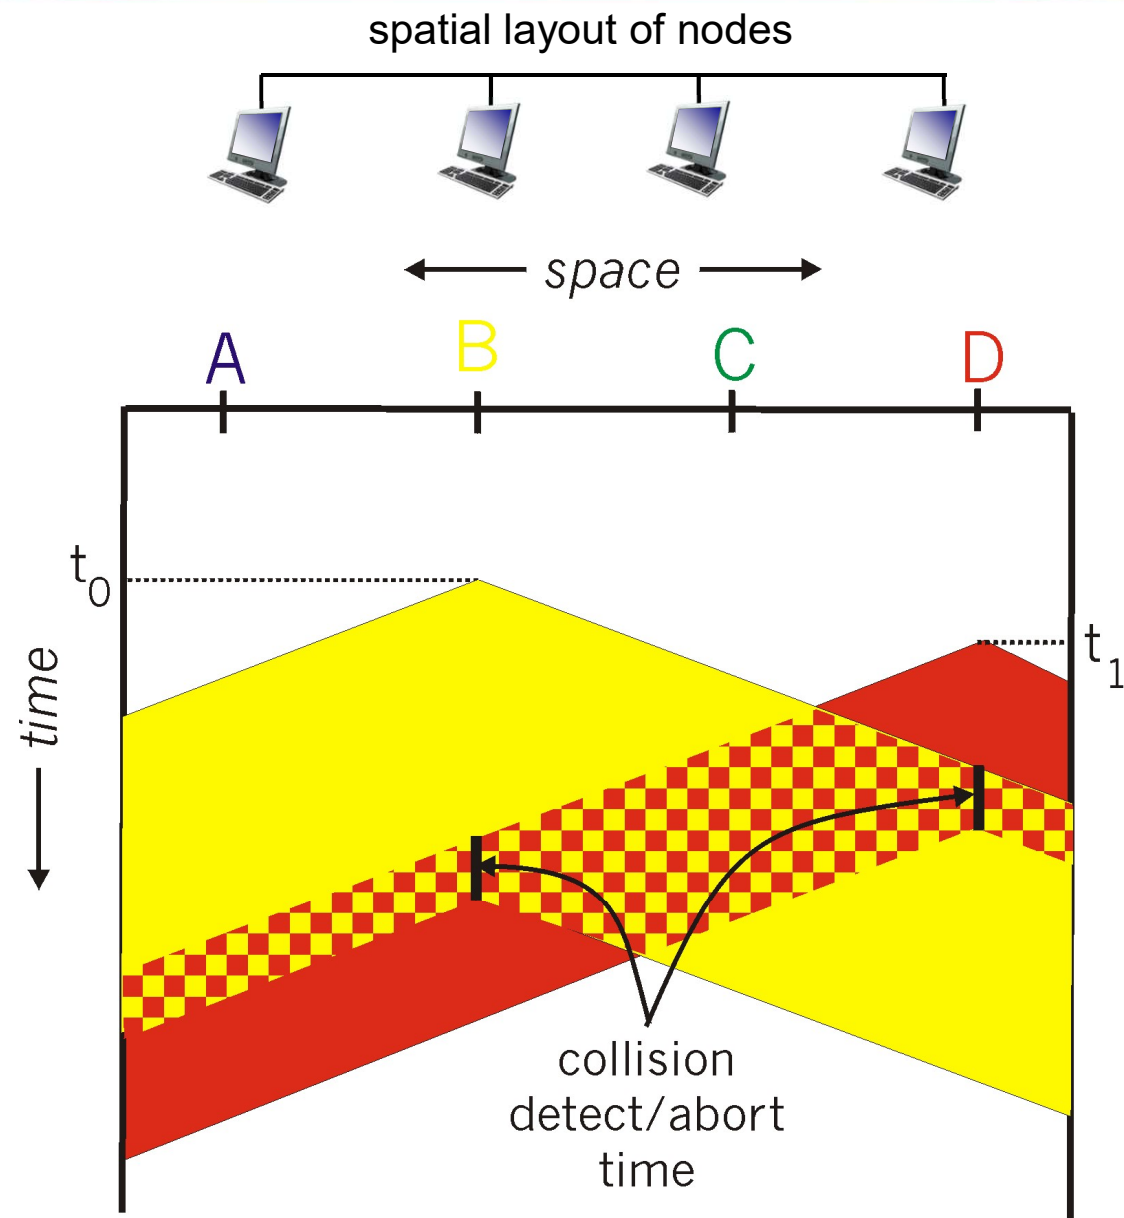 spatial layout of nodes
space
A B C D
t0
t1
time
collision
detect/abort
time